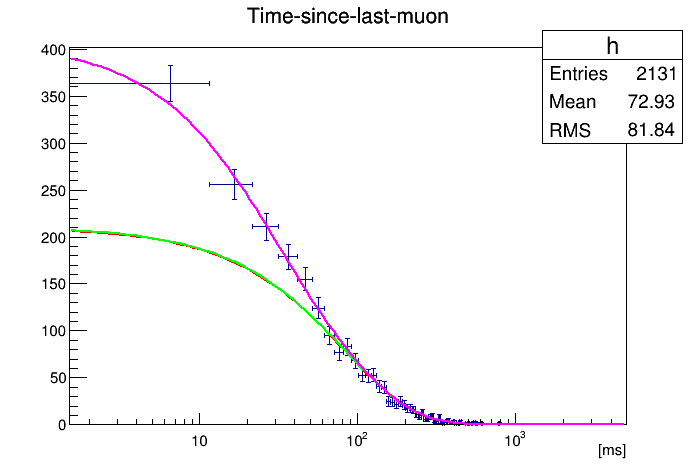 Time-since-last-muon
h
Entries 2131
Mean 72.93
RMS 81.84
400
350
300
250
200
150
100
50
0
10 10² 10³
[ms]